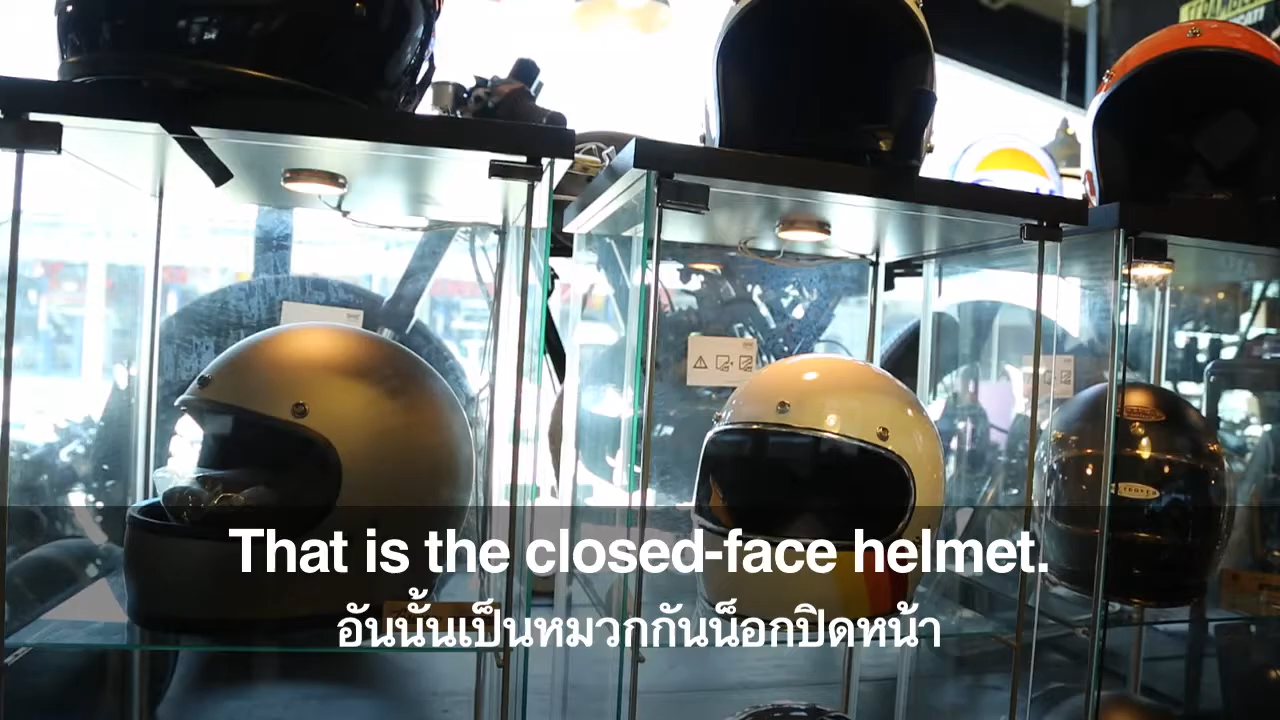 That is the closed-face helmet.
อันนั้นเป็นหมวกกันน็อกปิดหน้า